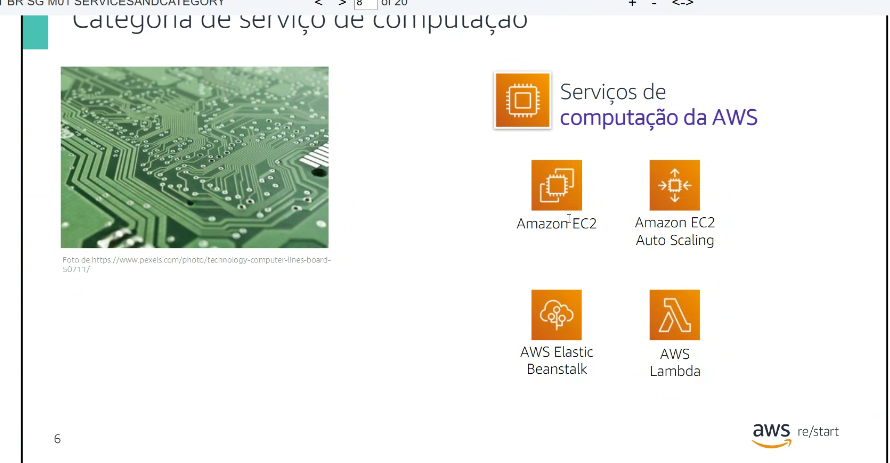 BR SG M01 SERVICESANDCATEGORY < > 8 of 20 + - <->
Categoria de serviço de computação
Serviços de
computação da AWS
Amazon EC2
Amazon EC2
Auto Scaling
Foto de https://www.pexels.com/photo/technology-computer-lines-board-
50711/
AWS Elastic
Beanstalk
AWS
Lambda
6
aws re/start